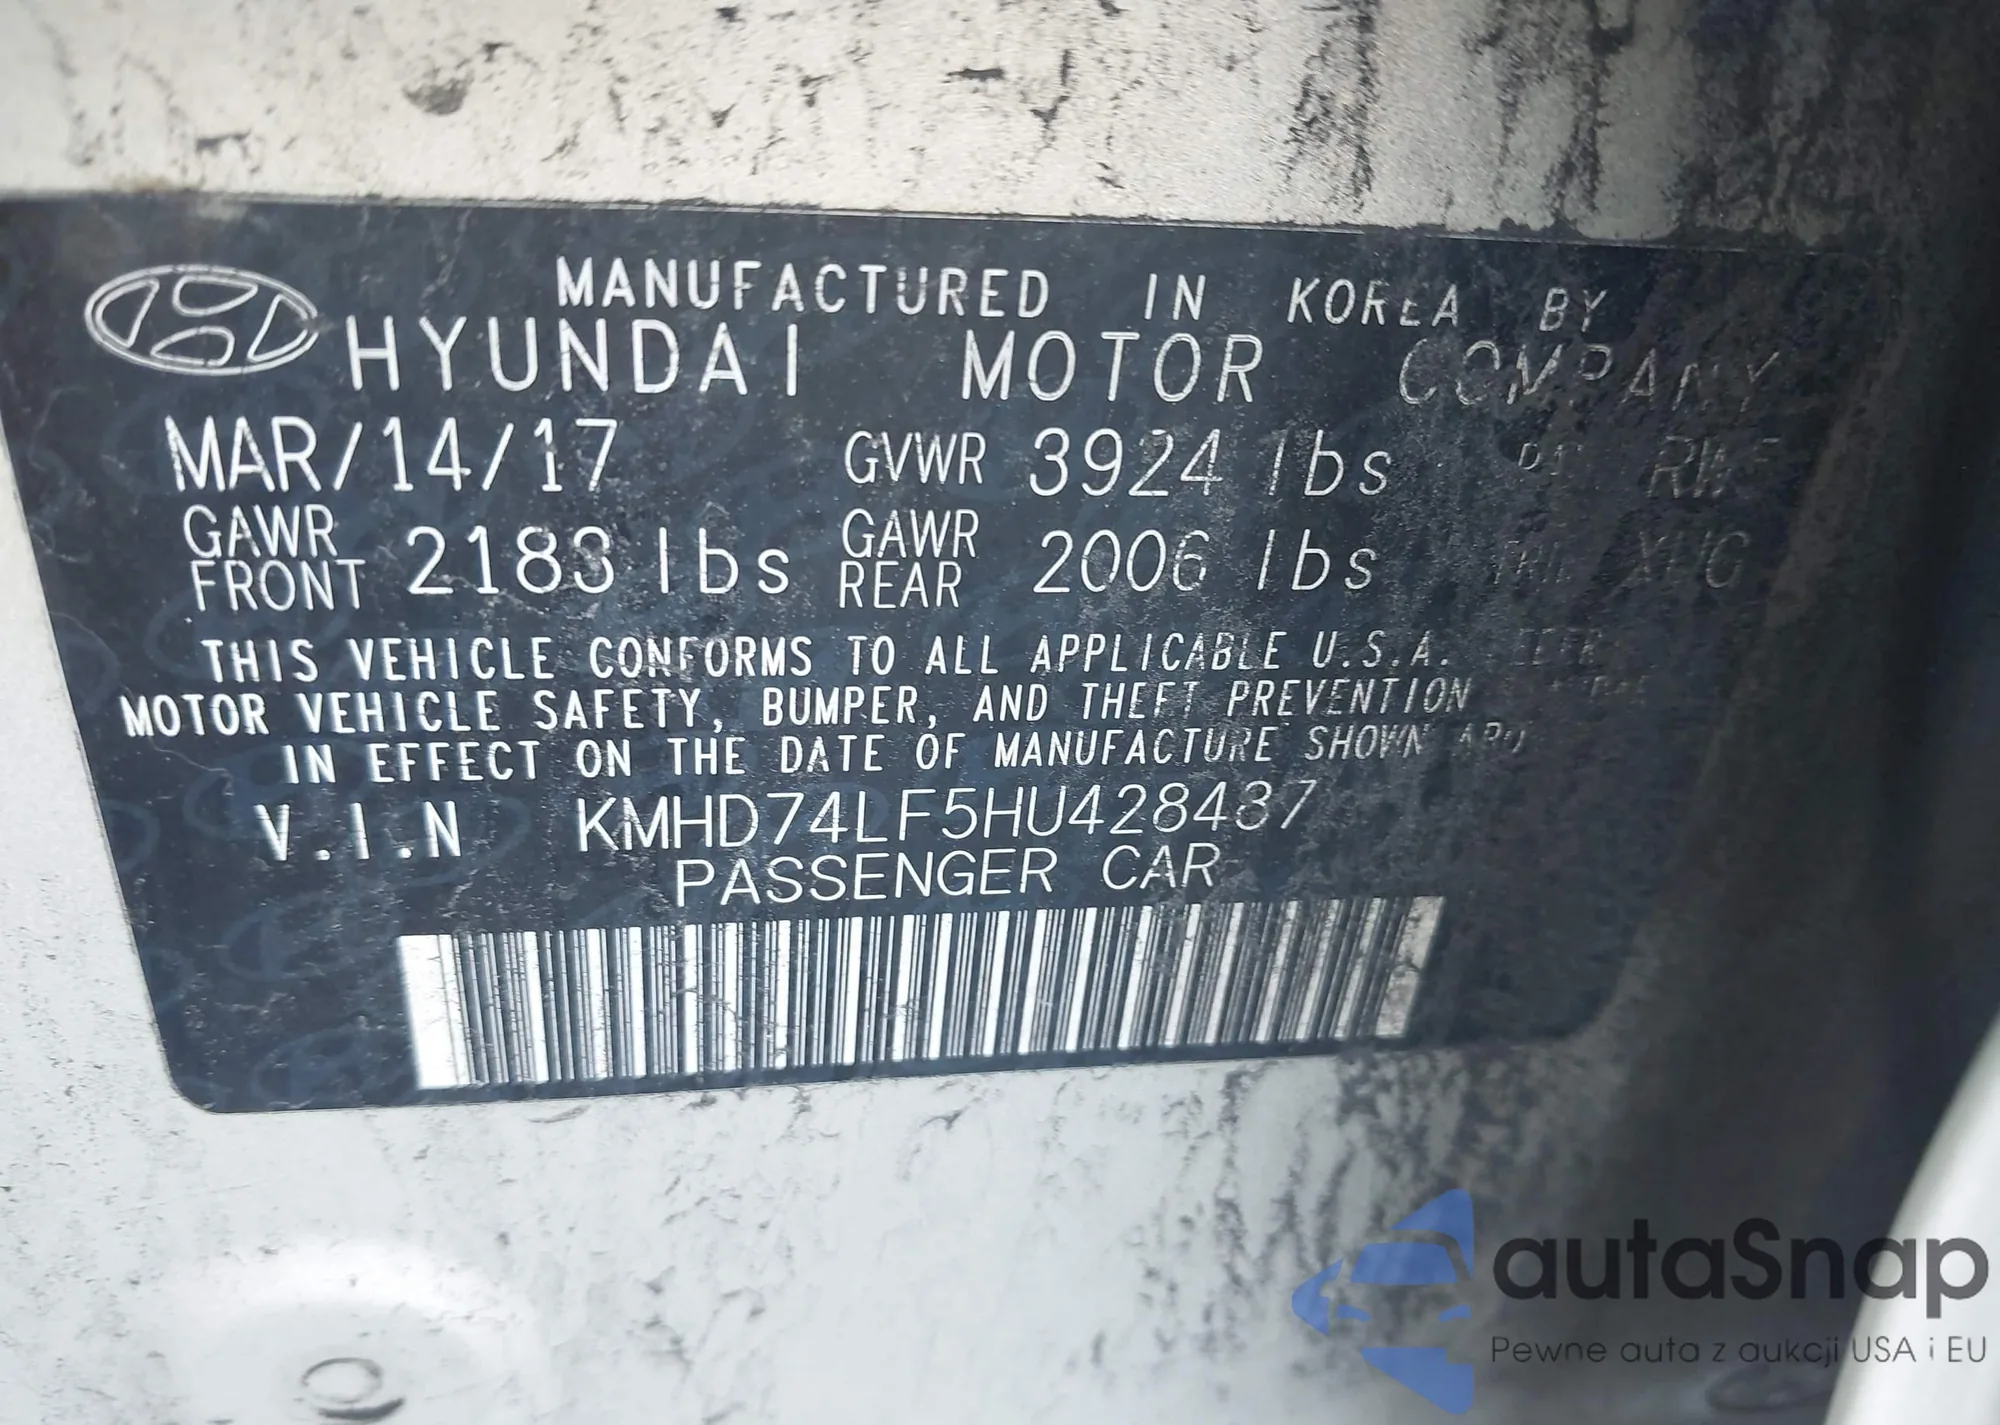 MANUFACTURED IN KOREA BY
HYUNDAI MOTOR COMPANY
MAR/14/17 GVWR 3924 lbs
GAWR FRONT 2183 lbs GAWR REAR 2006 lbs
THIS VEHICLE CONFORMS TO ALL APPLICABLE U.S.A.
MOTOR VEHICLE SAFETY, BUMPER, AND THEFT PREVENTION
IN EFFECT ON THE DATE OF MANUFACTURE SHOWN
V.I.N KMHD74LF5HU428437
PASSENGER CAR
autaSnap
Pewne auta z aukcji USA i EU